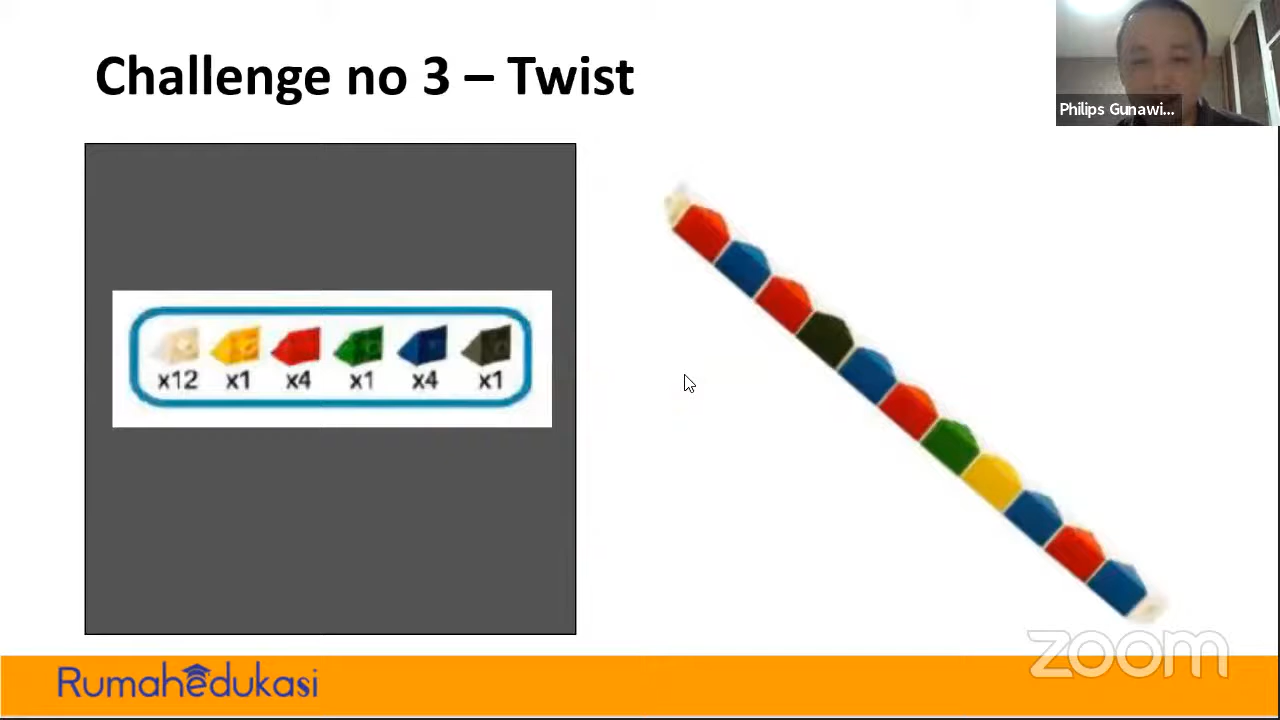 Challenge no 3 – Twist
Philips Gunawi...
x12 x1 x4 x1 x4 x1
zoom
Rumahedukasi